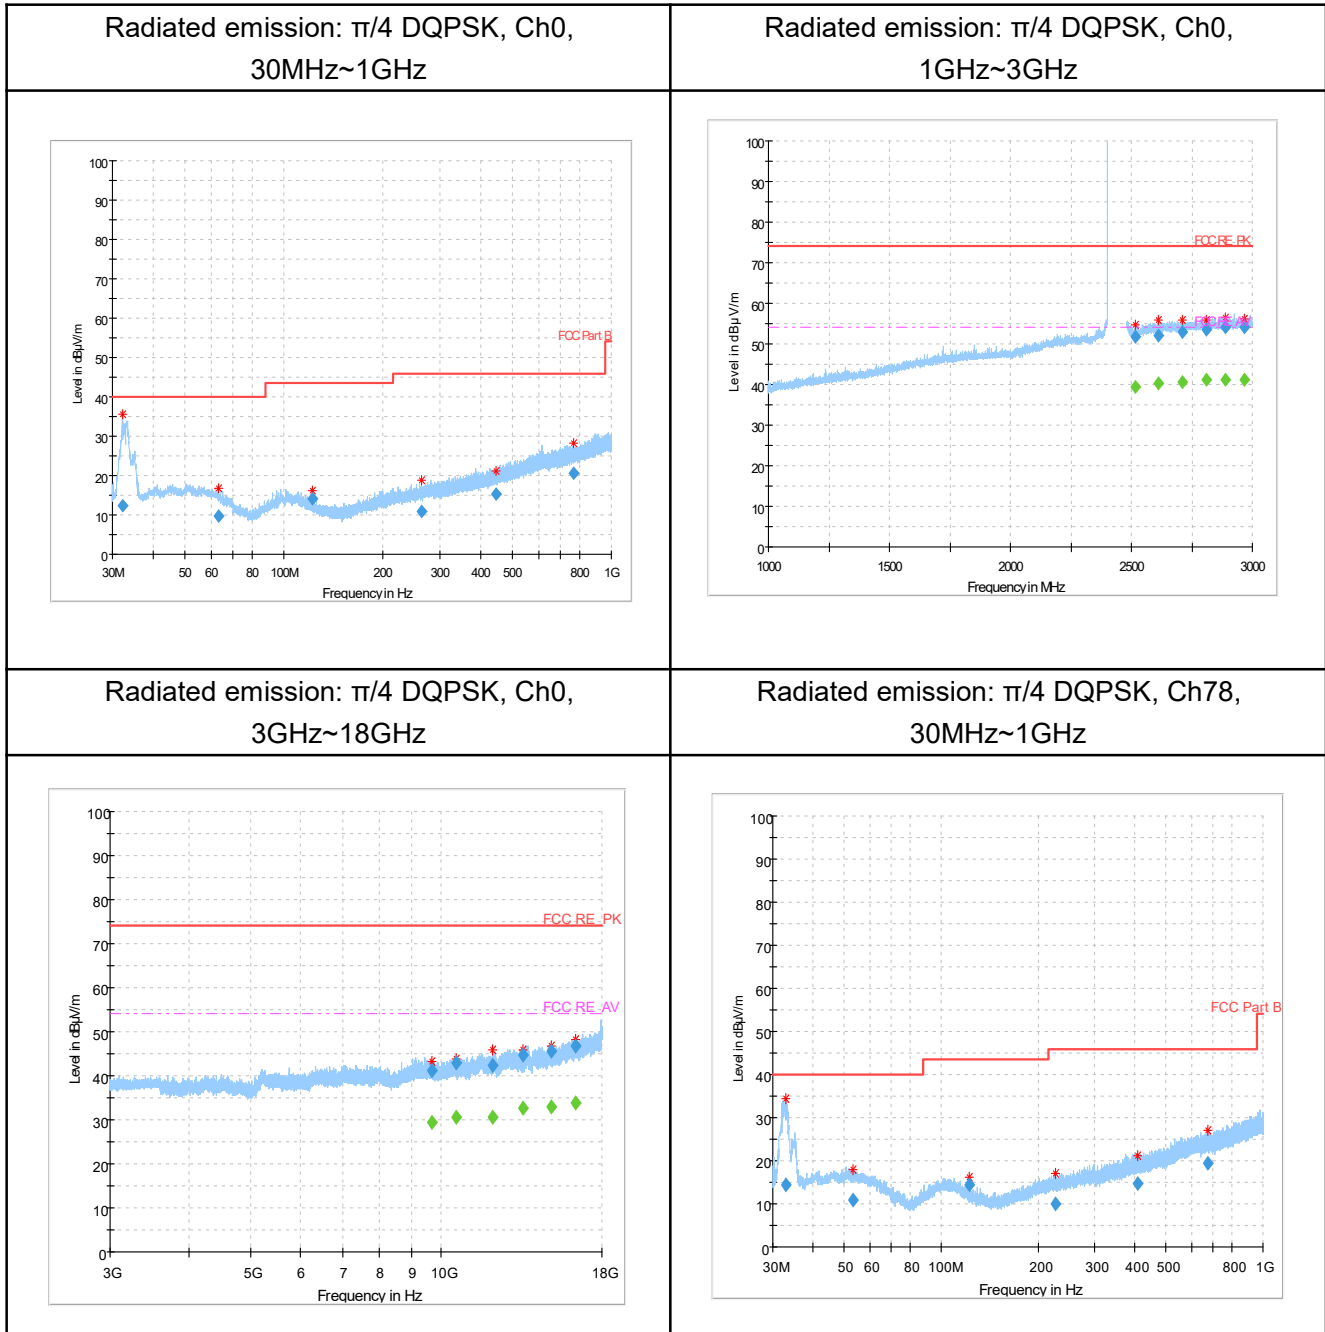 Radiated emission: π/4 DQPSK, Ch0,
30MHz~1GHz
Radiated emission: π/4 DQPSK, Ch0,
1GHz~3GHz
100
90
80
70
60
50
40
30
20
10
0
Level in dBµV/m
FCC Part B
30M 50 60 80 100M 200 300 400 500 800 1G
Frequency in Hz
100
90
80
70
60
50
40
30
20
10
0
Level in dBµV/m
FCC RE_PK
1000 1500 2000 2500 3000
Frequency in MHz
Radiated emission: π/4 DQPSK, Ch0,
3GHz~18GHz
Radiated emission: π/4 DQPSK, Ch78,
30MHz~1GHz
100
90
80
70
60
50
40
30
20
10
0
Level in dBµV/m
FCC RE_PK
FCC RE_AV
3G 5G 6 7 8 9 10G 18G
Frequency in Hz
100
90
80
70
60
50
40
30
20
10
0
Level in dBµV/m
FCC Part B
30M 50 60 80 100M 200 300 400 500 800 1G
Frequency in Hz